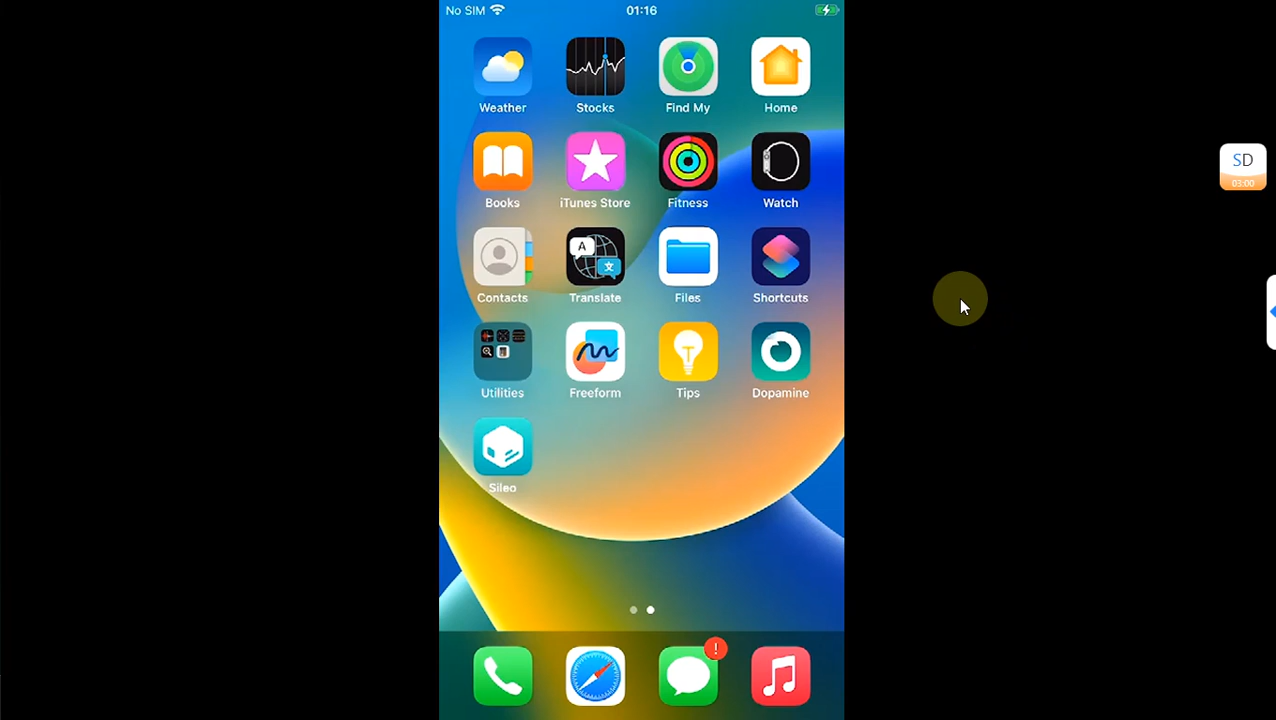 No SIM 01:16
Weather Stocks Find My Home
SD
03:00
Books iTunes Store Fitness Watch
A
文
Contacts Translate Files Shortcuts
Utilities Freeform Tips Dopamine
Sileo
!